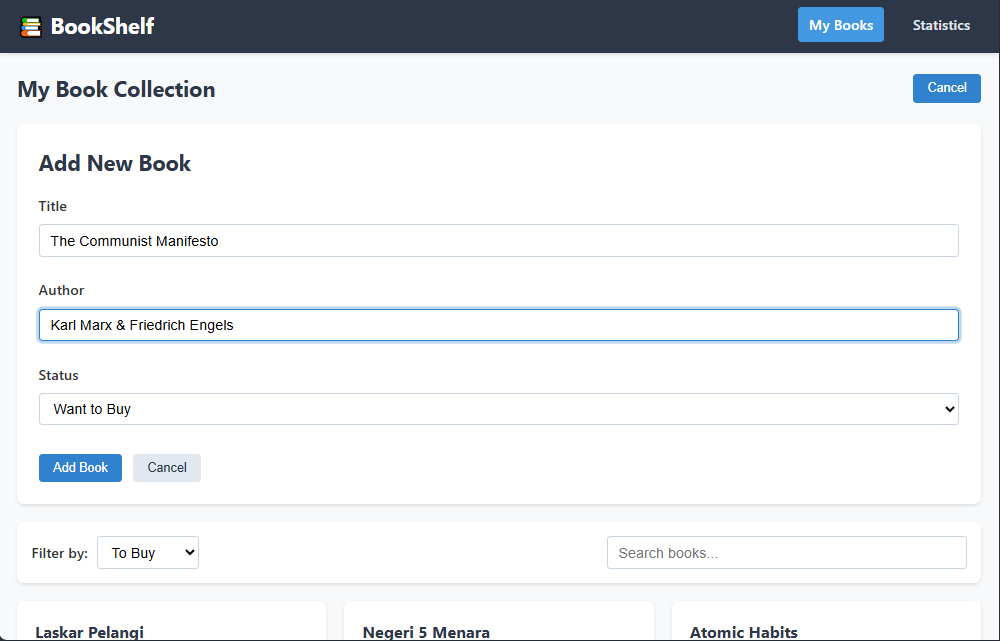 BookShelf
My Books
Statistics
My Book Collection
Cancel
Add New Book
Title
The Communist Manifesto
Author
Karl Marx & Friedrich Engels
Status
Want to Buy
Add Book
Cancel
Filter by:
To Buy
Search books...
Laskar Pelangi
Negeri 5 Menara
Atomic Habits